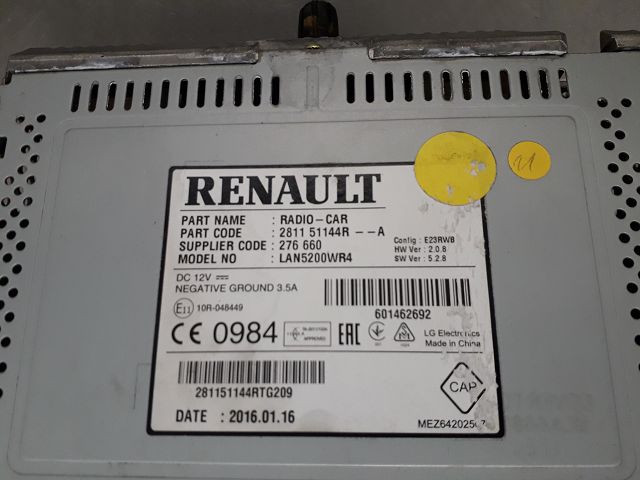 RENAULT
PART NAME : RADIO-CAR
PART CODE : 2811 51144R --A
SUPPLIER CODE : 276 660
MODEL NO : LAN5200WR4
Config : E23RWB
HW Ver : 2.0.8
SW Ver : 5.2.8
DC 12V
NEGATIVE GROUND 3.5A
E11 10R-048449
601462692
CE 0984
EAC
LG Electronics
Made in China
281151144RTG209
CAP
DATE : 2016.01.16
21